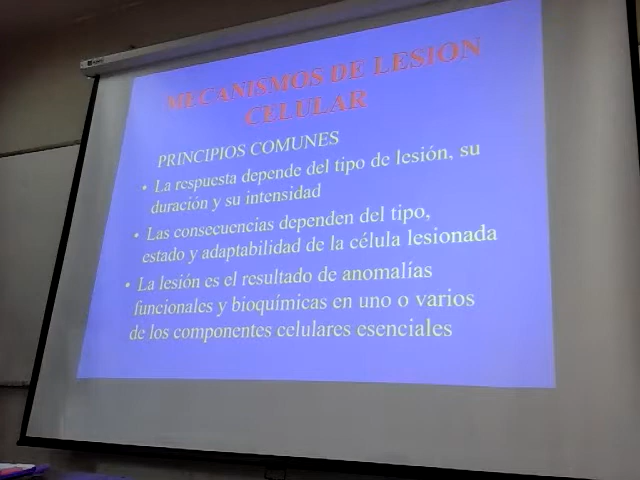 MECANISMOS DE LESION
CELULAR
PRINCIPIOS COMUNES
• La respuesta depende del tipo de lesión, su
duración y su intensidad
• Las consecuencias dependen del tipo,
estado y adaptabilidad de la célula lesionada
• La lesión es el resultado de anomalías
funcionales y bioquímicas en uno o varios
de los componentes celulares esenciales